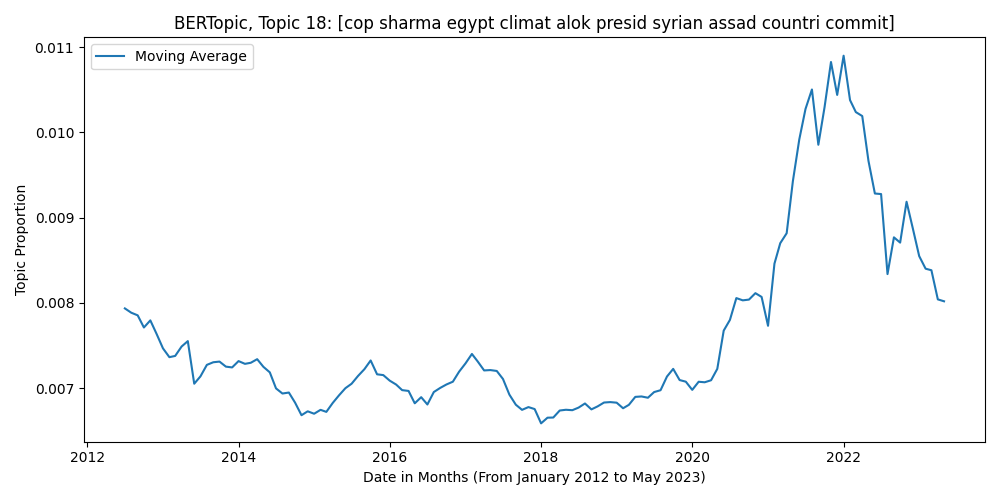 BERTopic, Topic 18: [cop sharma egypt climat alok presid syrian assad countri commit]
Moving Average
0.011
0.010
0.009
0.008
0.007
Topic Proportion
2012 2014 2016 2018 2020 2022
Date in Months (From January 2012 to May 2023)